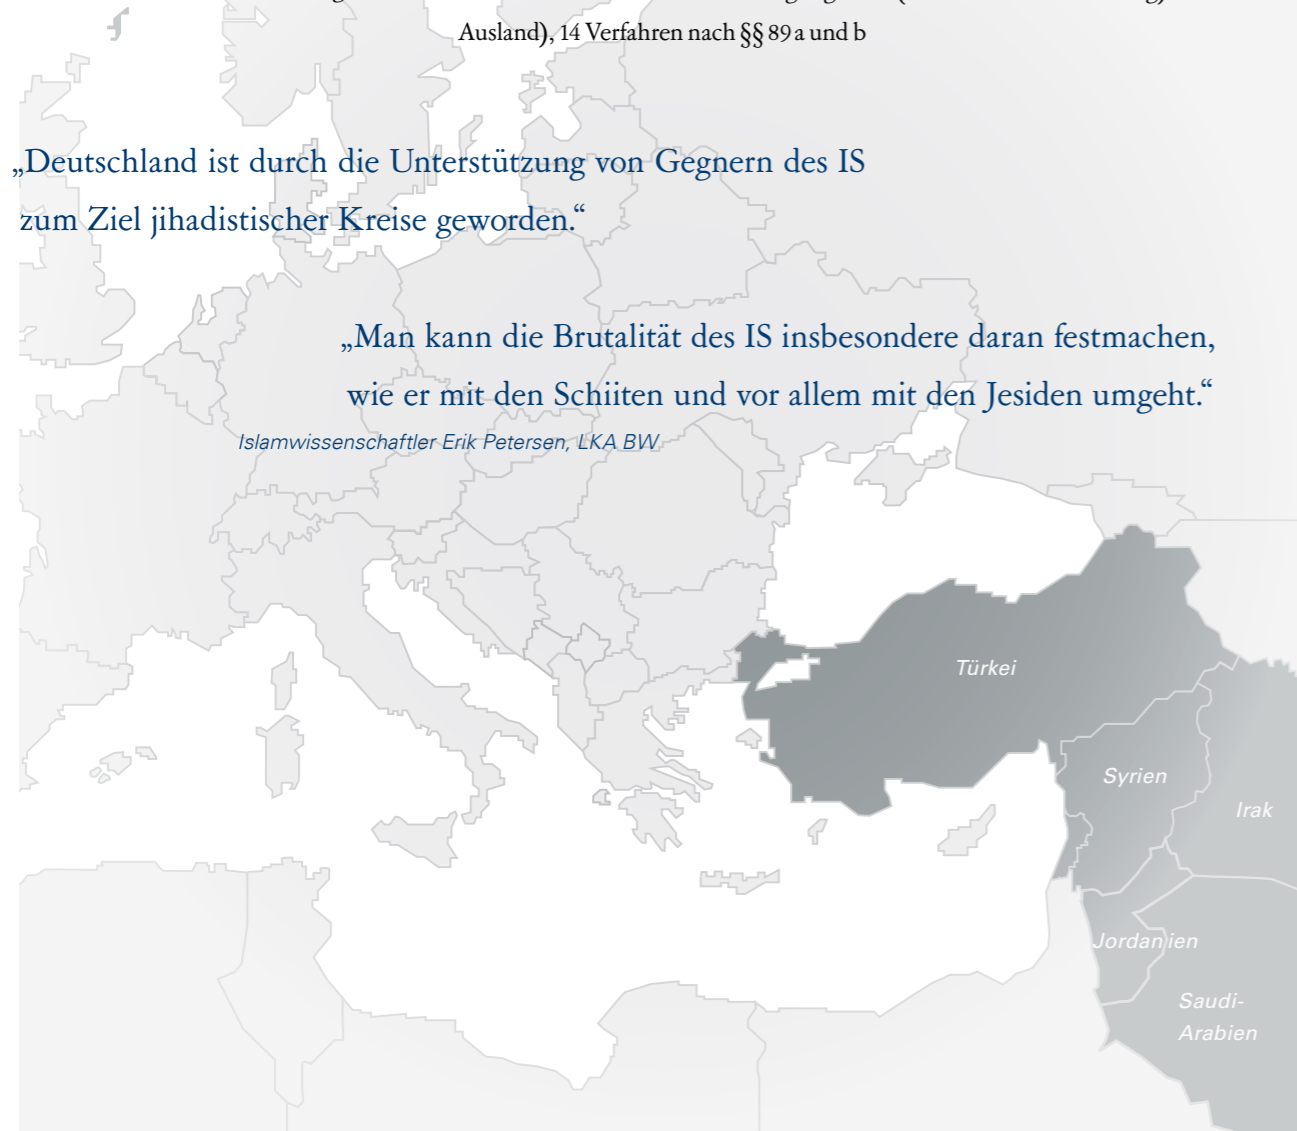 Ausland), 14 Verfahren nach §§ 89 a und b
„Deutschland ist durch die Unterstützung von Gegnern des IS
zum Ziel jihadistischer Kreise geworden.“
„Man kann die Brutalität des IS insbesondere daran festmachen,
wie er mit den Schiiten und vor allem mit den Jesiden umgeht.“
Islamwissenschaftler Erik Petersen, LKA BW
Türkei
Syrien
Irak
Jordanien
Saudi-
Arabien